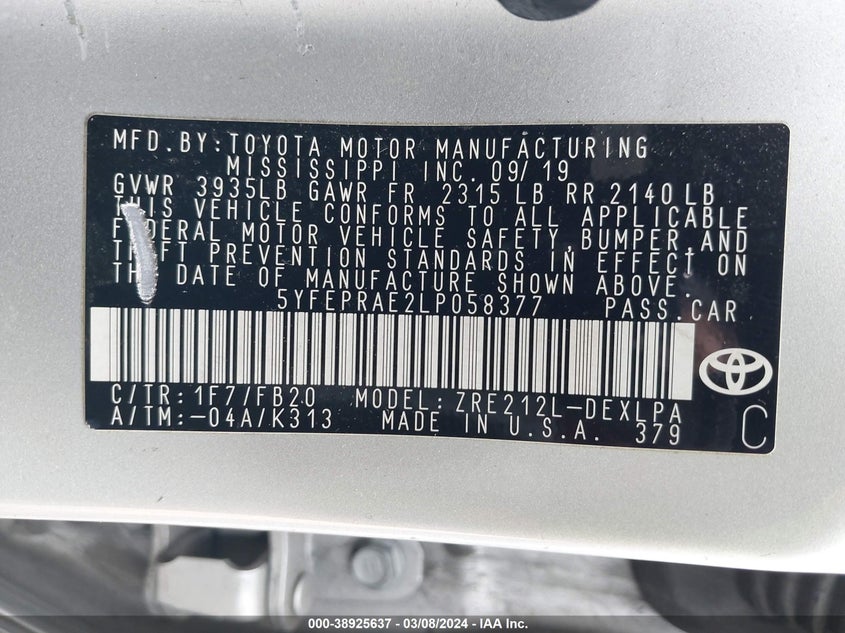 MFD.BY:TOYOTA MOTOR MANUFACTURING
MISSISSIPPI INC. 09/19
GVWR 3935LB GAWR FR 2315 LB RR 2140 LB
THIS VEHICLE CONFORMS TO ALL APPLICABLE
FEDERAL MOTOR VEHICLE SAFETY, BUMPER, AND
THEFT PREVENTION STANDARDS IN EFFECT ON
THE DATE OF MANUFACTURE SHOWN ABOVE.
5YFEPRAE2LP058377 PASS.CAR
C/TR: 1F7/FB20 MODEL: ZRE212L-DEXLPA
A/TM:-04A/K313 MADE IN U.S.A. 379
C
000-38925637 - 03/08/2024 - IAA Inc.